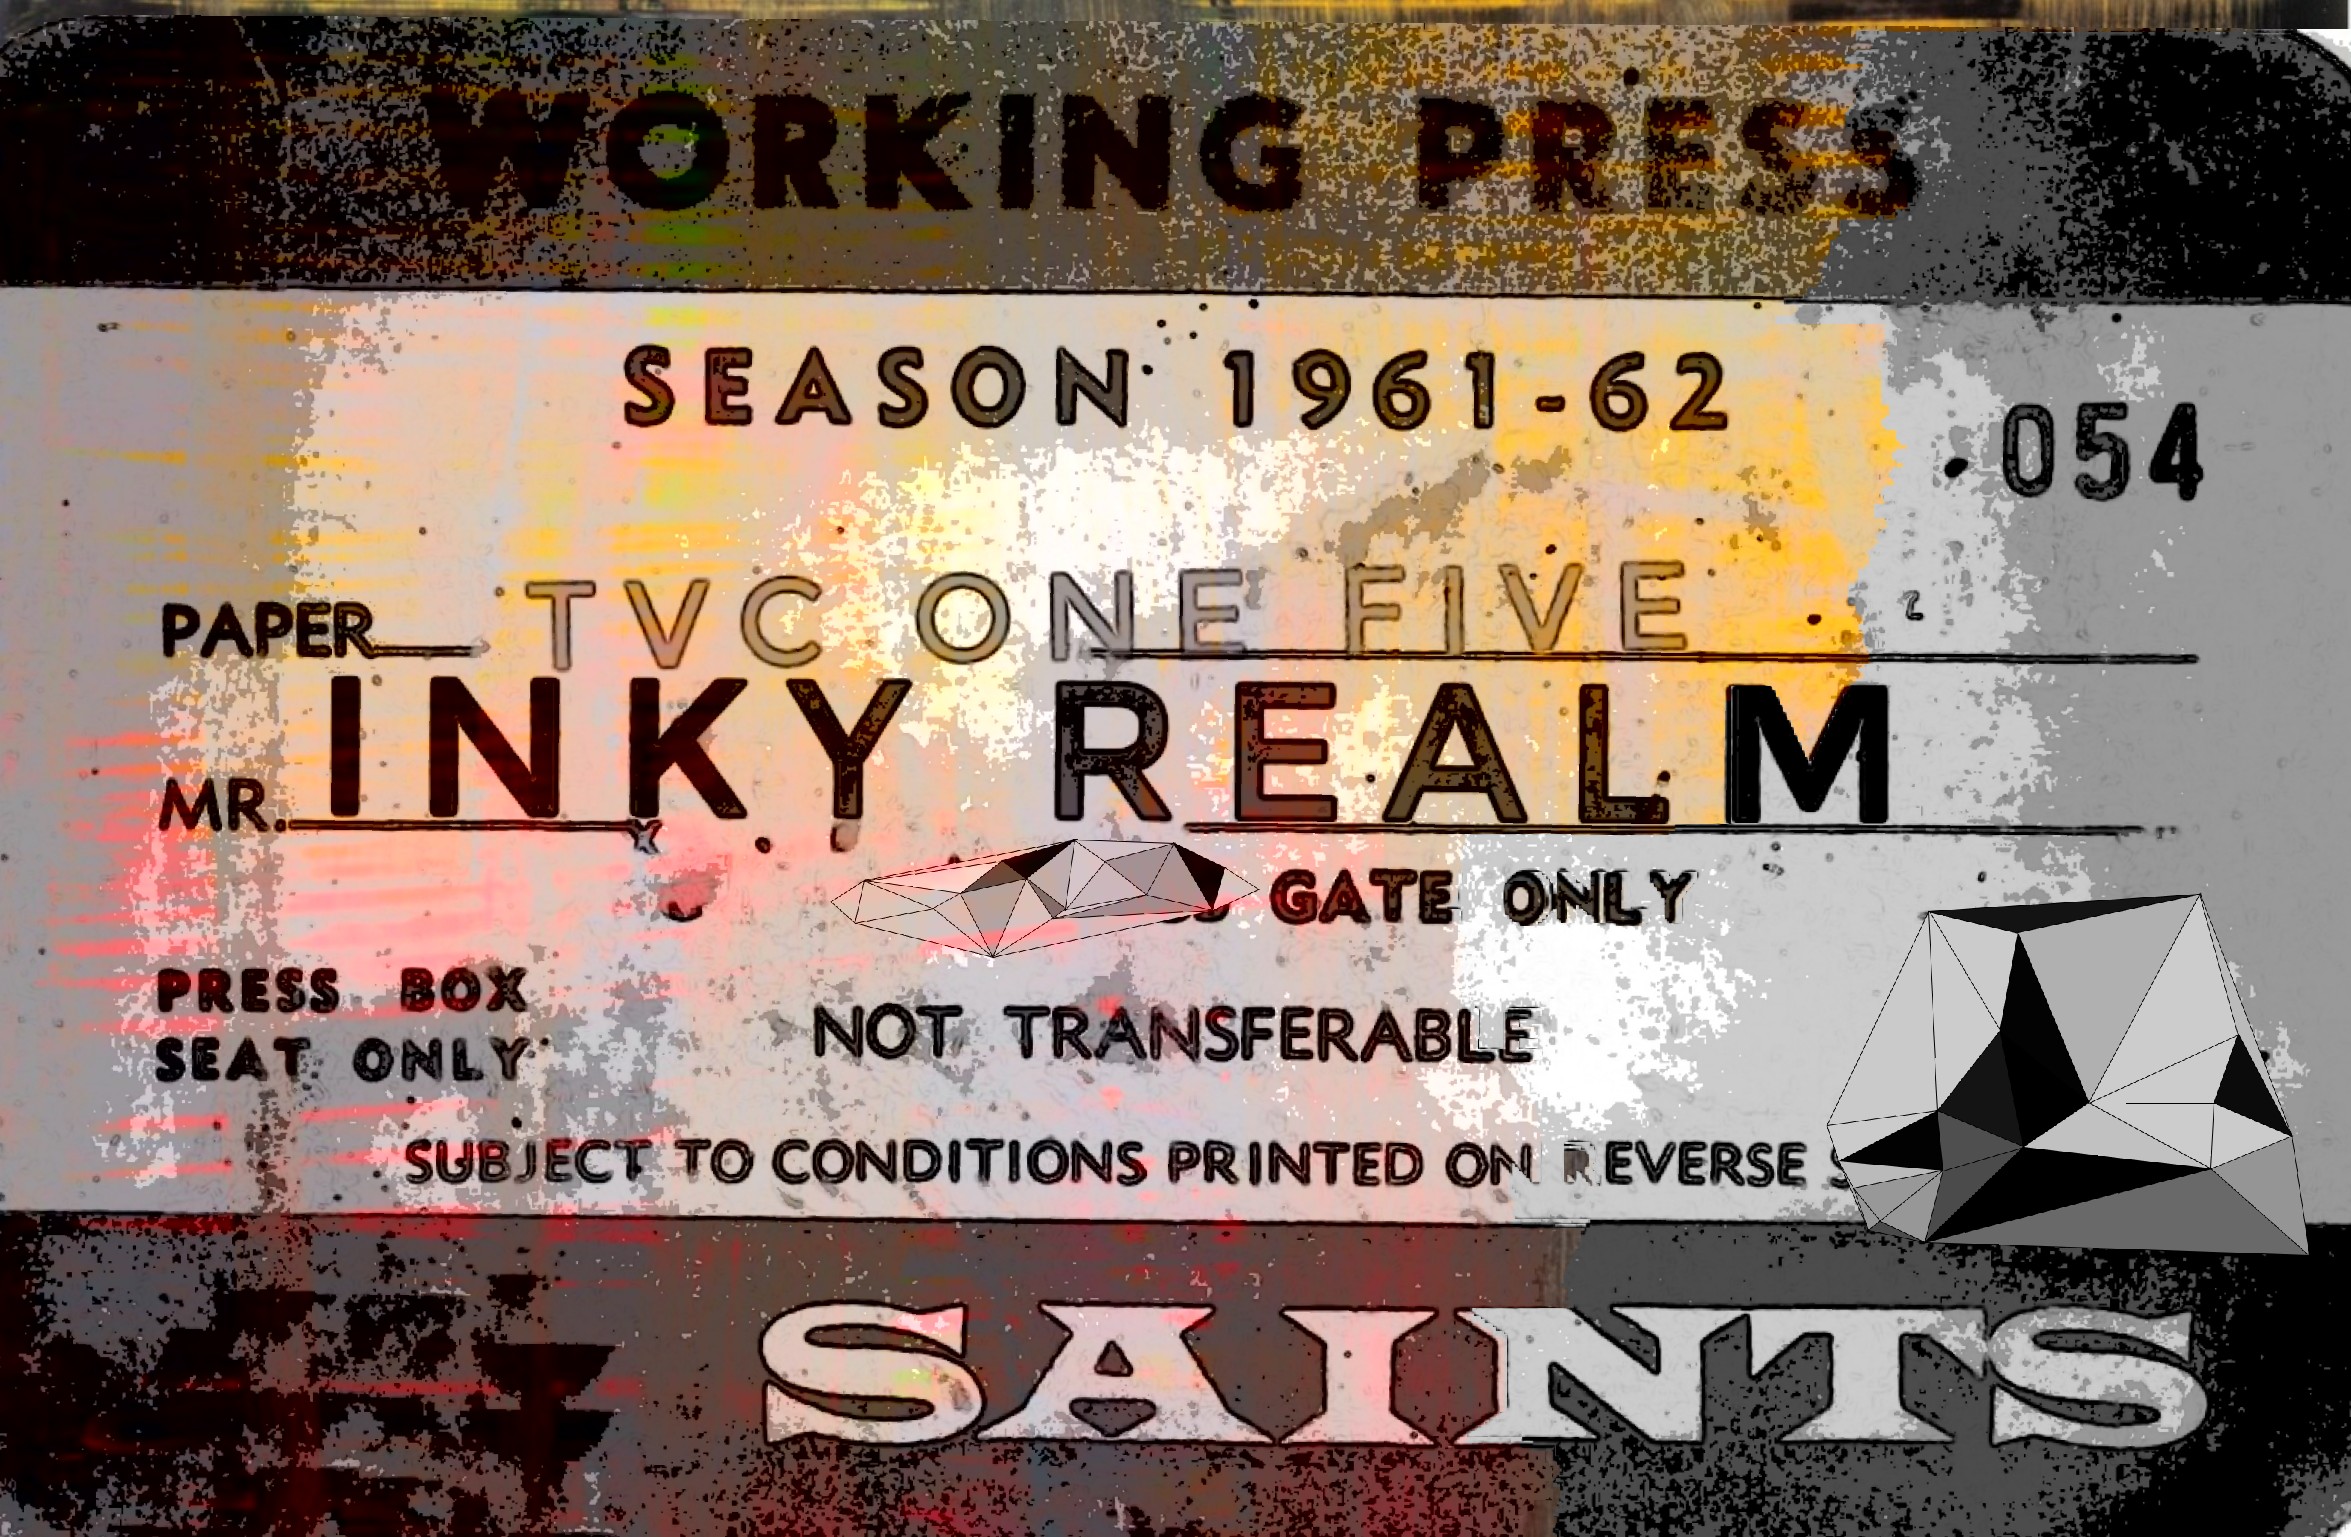 WORKING PRESS
SEASON 1961-62
054
PAPER TVC ONE FIVE
MR. INKY REALM
GATE ONLY
PRESS BOX
SEAT ONLY
NOT TRANSFERABLE
SUBJECT TO CONDITIONS PRINTED ON REVERSE
SAINTS